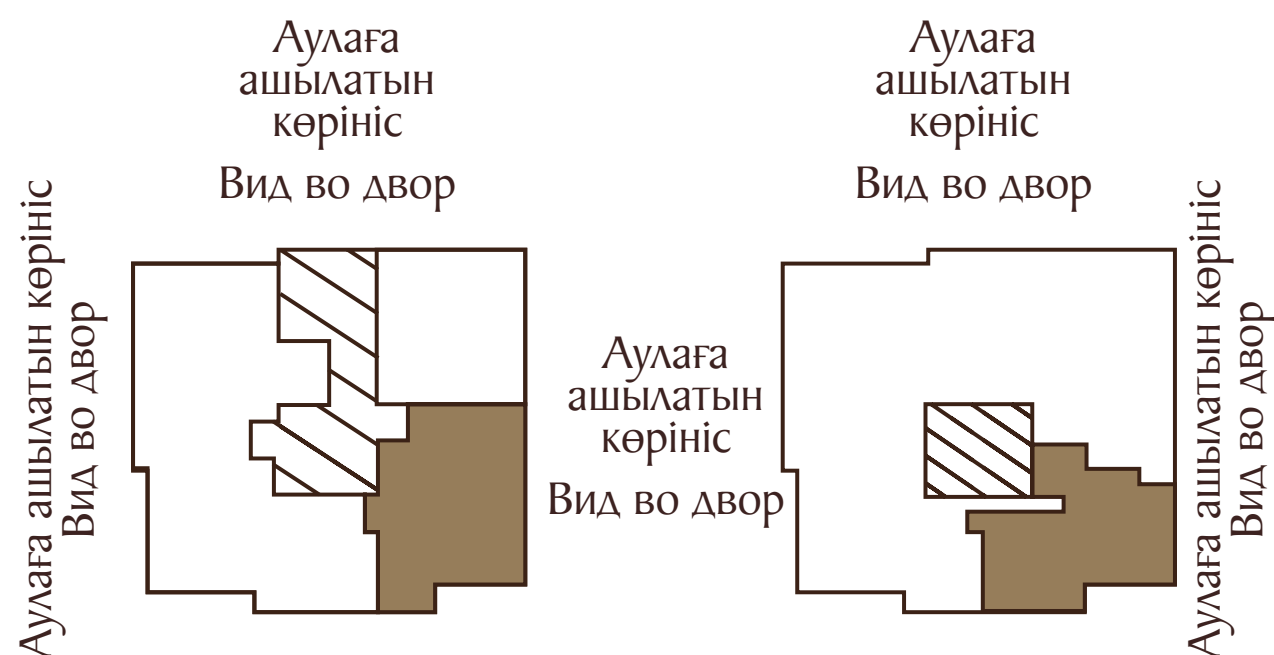 Аулаға
ашылатын
көрініс
Вид во двор
Аулаға
ашылатын
көрініс
Вид во двор
Аулаға ашылатын көрініс
Вид во двор
Аулаға
ашылатын
көрініс
Вид во двор
Аулаға ашылатын көрініс
Вид во двор